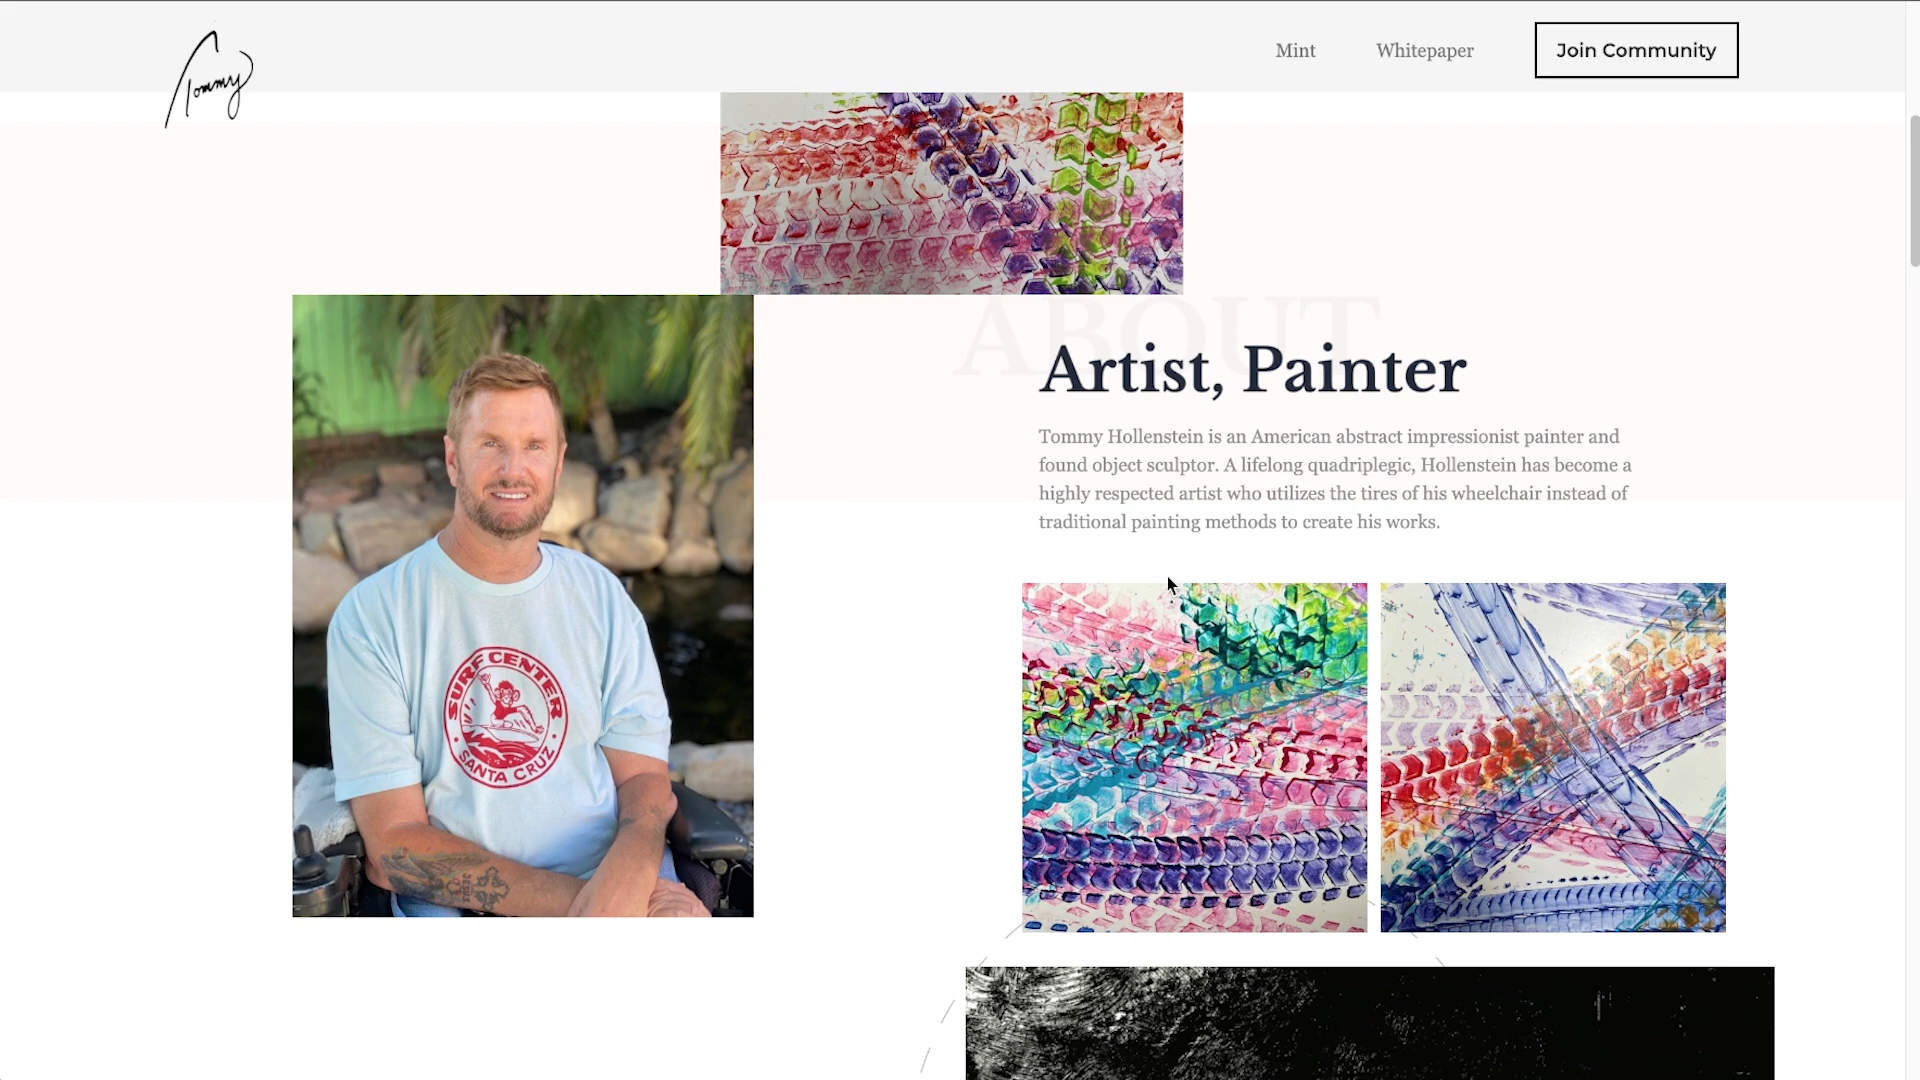 Tommy
Mint
Whitepaper
Join Community
ABOUT
Artist, Painter
Tommy Hollenstein is an American abstract impressionist painter and
found object sculptor. A lifelong quadriplegic, Hollenstein has become a
highly respected artist who utilizes the tires of his wheelchair instead of
traditional painting methods to create his works.
SURF CENTER
SANTA CRUZ
JESUS